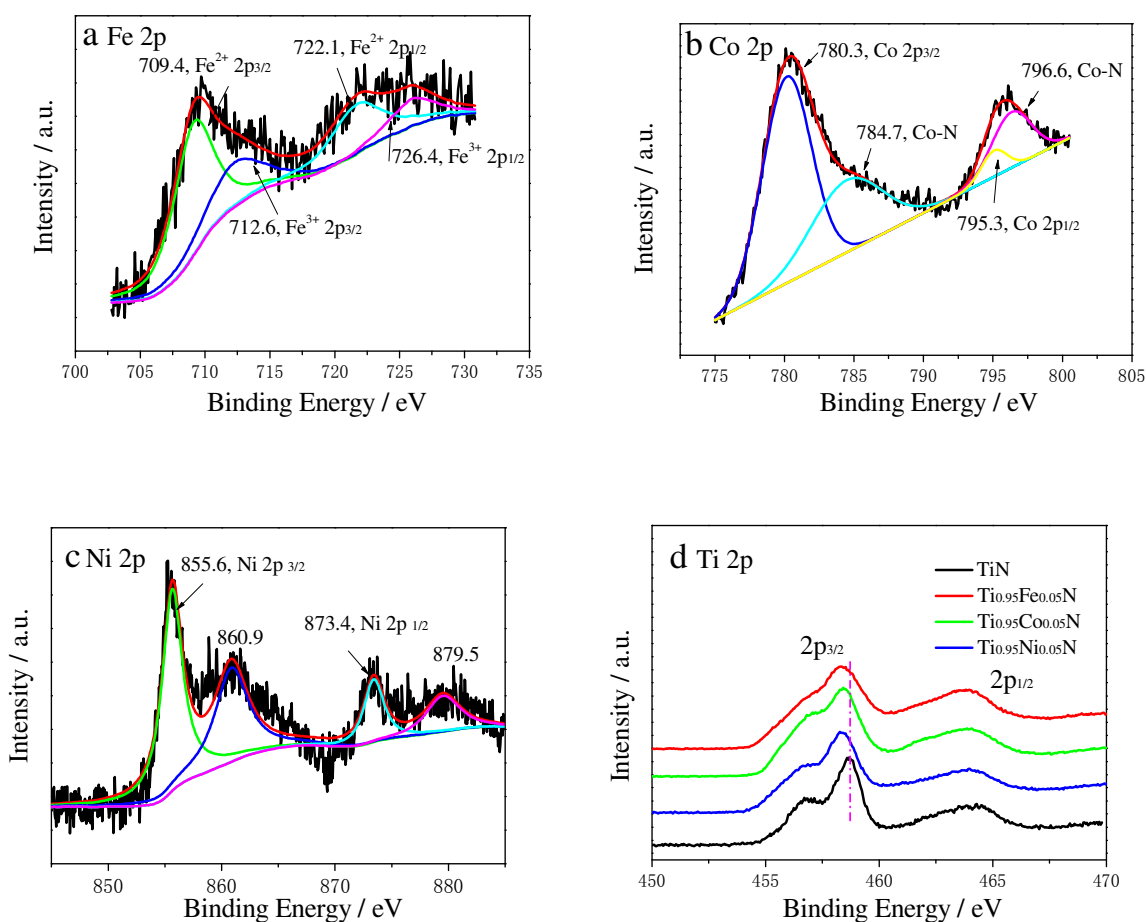 a Fe 2p
709.4, Fe²⁺ 2p₃/₂
722.1, Fe²⁺ 2p₁/₂
726.4, Fe³⁺ 2p₁/₂
712.6, Fe³⁺ 2p₃/₂
Intensity / a.u.
700 705 710 715 720 725 730 735
Binding Energy / eV
b Co 2p
780.3, Co 2p₃/₂
796.6, Co-N
784.7, Co-N
795.3, Co 2p₁/₂
Intensity / a.u.
775 780 785 790 795 800 805
Binding Energy / eV
c Ni 2p
855.6, Ni 2p ₃/₂
860.9
873.4, Ni 2p ₁/₂
879.5
Intensity / a.u.
850 860 870 880
Binding Energy / eV
d Ti 2p
TiN
Ti₀.₉₅Fe₀.₀₅N
Ti₀.₉₅Co₀.₀₅N
Ti₀.₉₅Ni₀.₀₅N
2p₃/₂
2p₁/₂
Intensity / a.u.
450 455 460 465 470
Binding Energy / eV